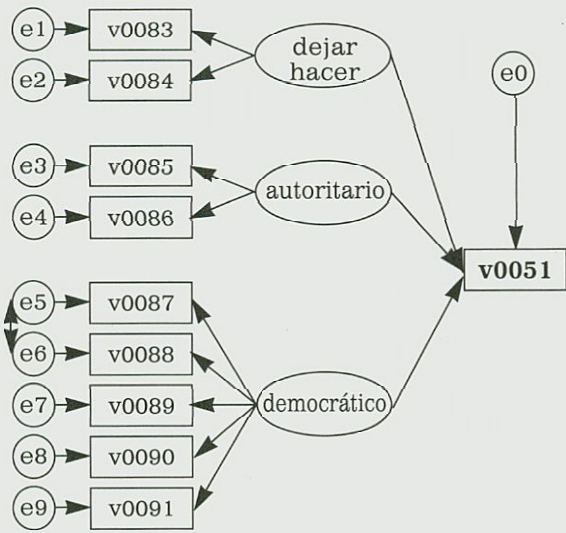 e1
v0083
e2
v0084
dejar
hacer
e0
e3
v0085
e4
v0086
autoritario
v0051
e5
v0087
e6
v0088
e7
v0089
e8
v0090
e9
v0091
democrático